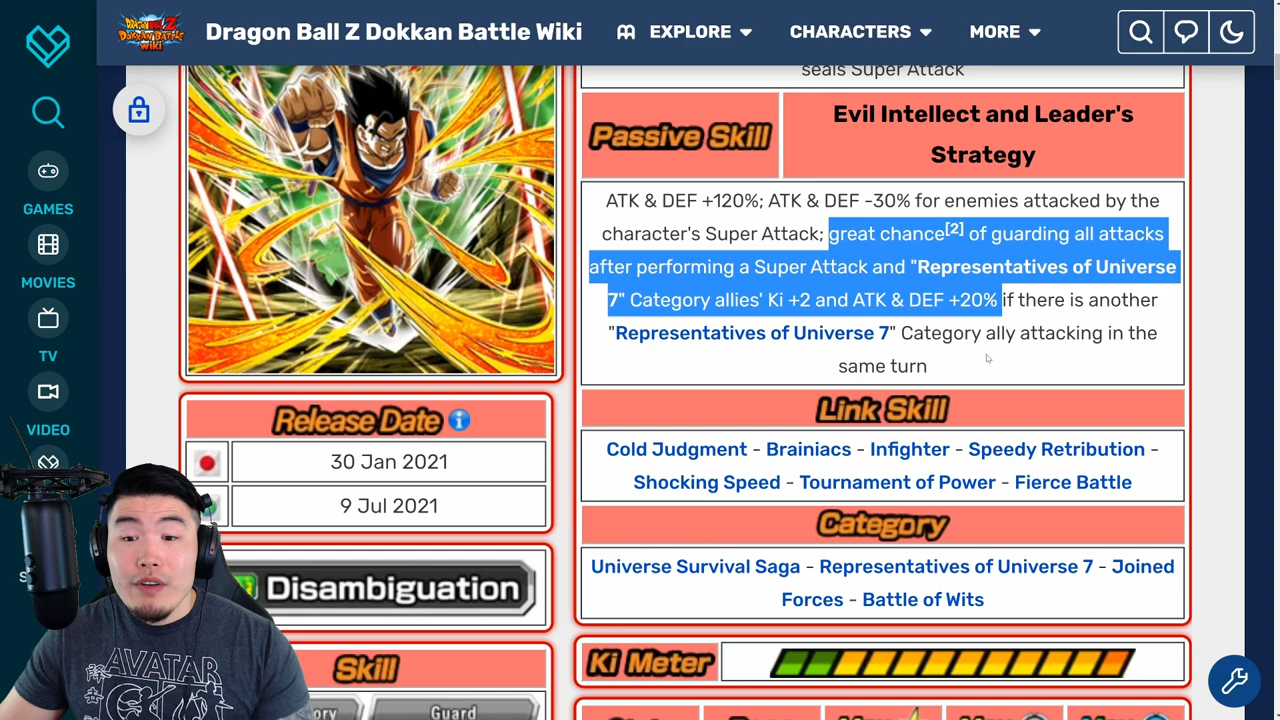 DRAGON BALL Z DOKKAN BATTLE WIKI
Dragon Ball Z Dokkan Battle Wiki
EXPLORE
CHARACTERS
MORE
GAMES
MOVIES
TV
VIDEO
seals Super Attack
Passive Skill
Evil Intellect and Leader's
Strategy
ATK & DEF +120%; ATK & DEF -30% for enemies attacked by the
character's Super Attack; great chance[2] of guarding all attacks
after performing a Super Attack and "Representatives of Universe
7" Category allies' Ki +2 and ATK & DEF +20% if there is another
"Representatives of Universe 7" Category ally attacking in the
same turn
Link Skill
Cold Judgment - Brainiacs - Infighter - Speedy Retribution -
Shocking Speed - Tournament of Power - Fierce Battle
Category
Universe Survival Saga - Representatives of Universe 7 - Joined
Forces - Battle of Wits
Ki Meter
Release Date
30 Jan 2021
9 Jul 2021
Disambiguation
Skill
Guard
AVATAR